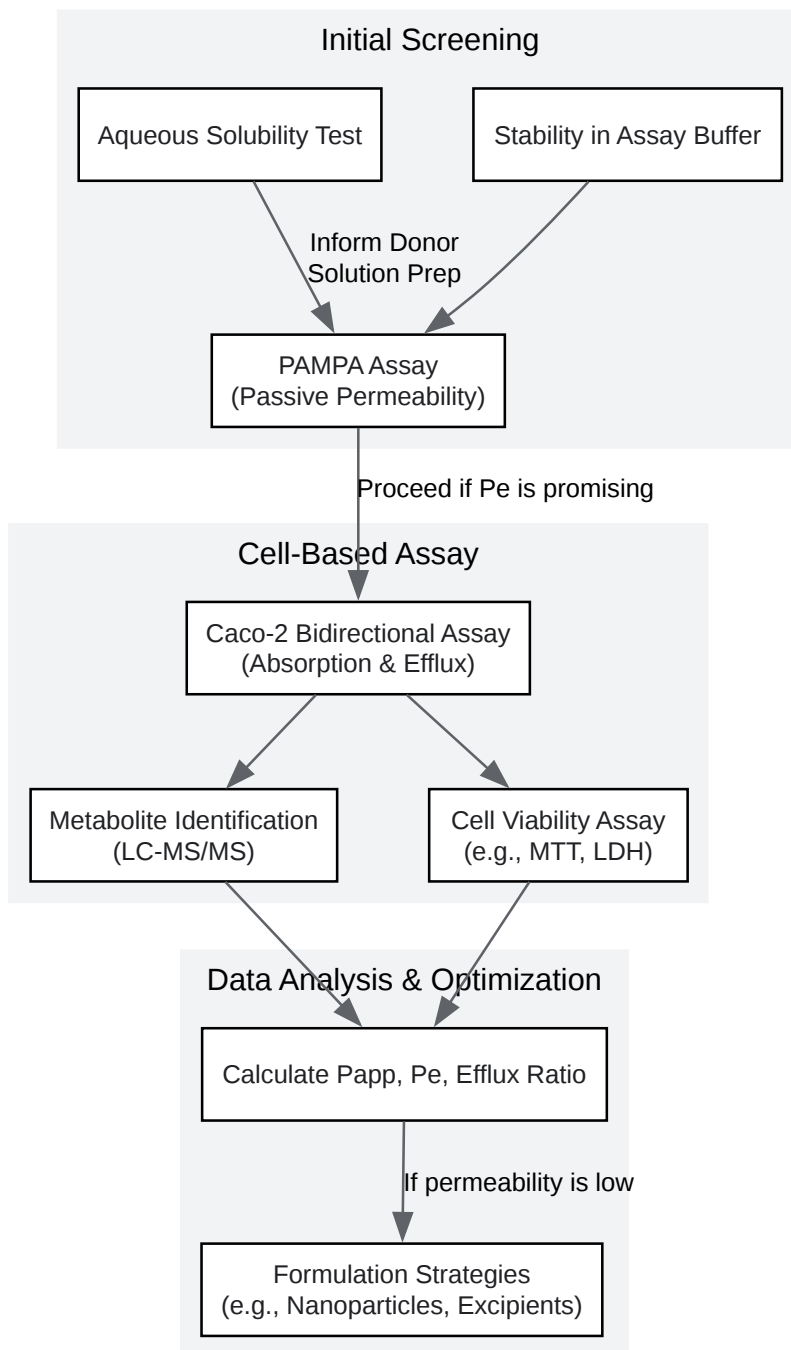 Initial Screening
Aqueous Solubility Test
Stability in Assay Buffer
Inform Donor
Solution Prep
PAMPA Assay
(Passive Permeability)
Proceed if Pe is promising
Cell-Based Assay
Caco-2 Bidirectional Assay
(Absorption & Efflux)
Metabolite Identification
(LC-MS/MS)
Cell Viability Assay
(e.g., MTT, LDH)
Data Analysis & Optimization
Calculate Papp, Pe, Efflux Ratio
If permeability is low
Formulation Strategies
(e.g., Nanoparticles, Excipients)